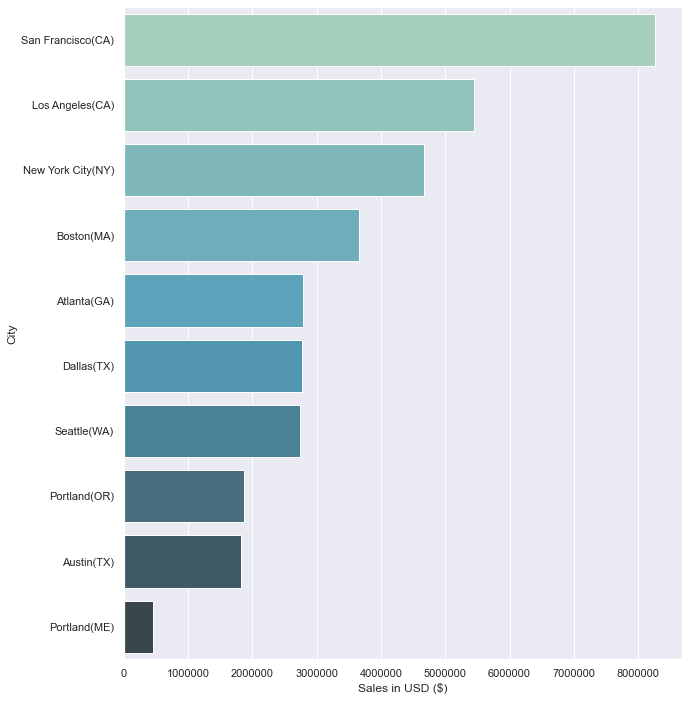 San Francisco(CA)
Los Angeles(CA)
New York City(NY)
Boston(MA)
Atlanta(GA)
Dallas(TX)
Seattle(WA)
Portland(OR)
Austin(TX)
Portland(ME)
City
0 1000000 2000000 3000000 4000000 5000000 6000000 7000000 8000000
Sales in USD ($)